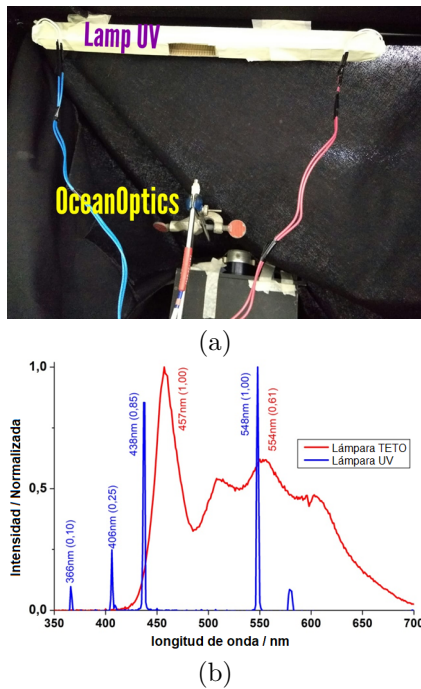 Lamp UV
OceanOptics
(a)
Intensidad / Normalizada
1,0
0,5
0,0
366nm (0,10)
406nm (0,25)
438nm (0,85)
457nm (1,00)
548nm (1,00)
554nm (0,61)
Lámpara TETO
Lámpara UV
350 400 450 500 550 600 650 700
longitud de onda / nm
(b)